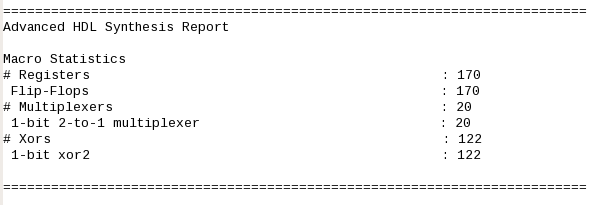 =========================================================================
Advanced HDL Synthesis Report

Macro Statistics
# Registers                                            : 170
 Flip-Flops                                            : 170
# Multiplexers                                         : 20
 1-bit 2-to-1 multiplexer                              : 20
# Xors                                                 : 122
 1-bit xor2                                            : 122

=========================================================================